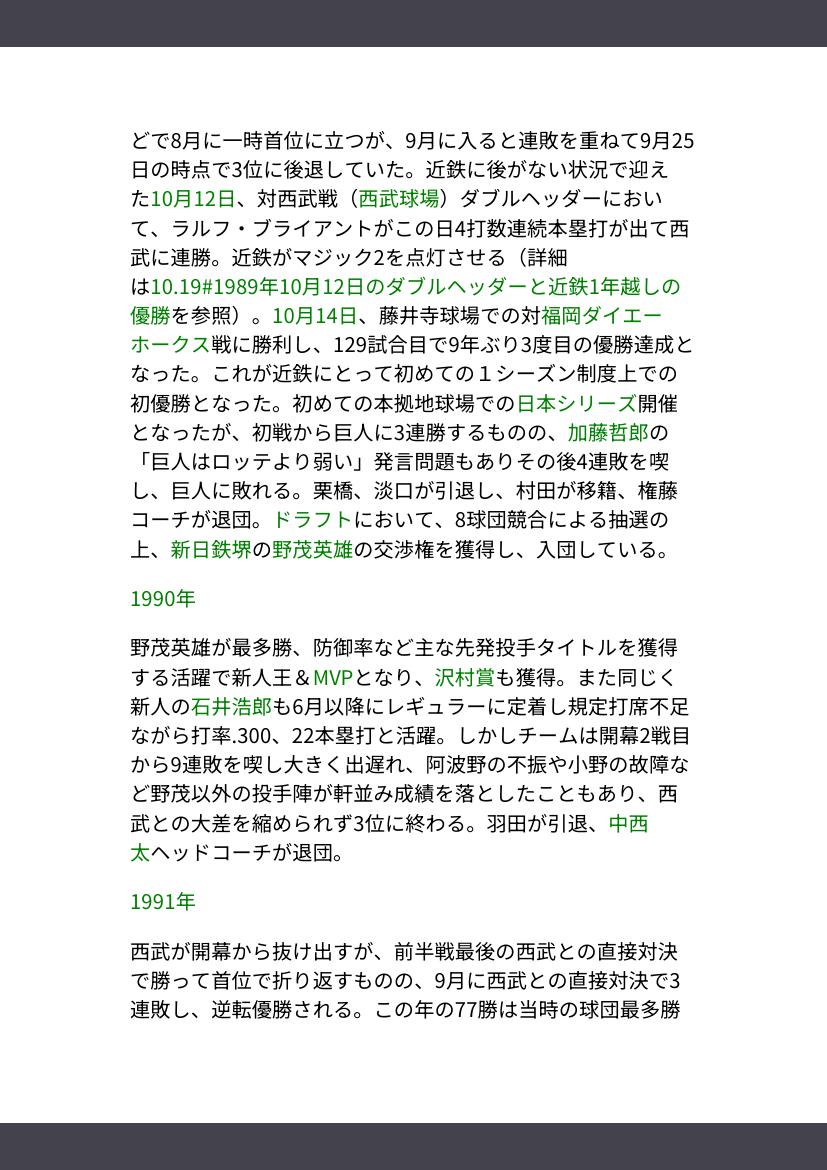 どで8月に一時首位に立つが、9月に入ると連敗を重ねて9月25
日の時点で3位に後退していた。近鉄に後がない状況で迎え
た10月12日、対西武戦（西武球場）ダブルヘッダーにおい
て、ラルフ・ブライアントがこの日4打数連続本塁打が出て西
武に連勝。近鉄がマジック2を点灯させる（詳細
は10.19#1989年10月12日のダブルヘッダーと近鉄1年越しの
優勝を参照）。10月14日、藤井寺球場での対福岡ダイエー
ホークス戦に勝利し、129試合目で9年ぶり3度目の優勝達成と
なった。これが近鉄にとって初めての１シーズン制度上での
初優勝となった。初めての本拠地球場での日本シリーズ開催
となったが、初戦から巨人に3連勝するものの、加藤哲郎の
「巨人はロッテより弱い」発言問題もありその後4連敗を喫
し、巨人に敗れる。栗橋、淡口が引退し、村田が移籍、権藤
コーチが退団。ドラフトにおいて、8球団競合による抽選の
上、新日鉄堺の野茂英雄の交渉権を獲得し、入団している。
1990年
野茂英雄が最多勝、防御率など主な先発投手タイトルを獲得
する活躍で新人王＆MVPとなり、沢村賞も獲得。また同じく
新人の石井浩郎も6月以降にレギュラーに定着し規定打席不足
ながら打率.300、22本塁打と活躍。しかしチームは開幕2戦目
から9連敗を喫し大きく出遅れ、阿波野の不振や小野の故障な
ど野茂以外の投手陣が軒並み成績を落としたこともあり、西
武との大差を縮められず3位に終わる。羽田が引退、中西
太ヘッドコーチが退団。
1991年
西武が開幕から抜け出すが、前半戦最後の西武との直接対決
で勝って首位で折り返すものの、9月に西武との直接対決で3
連敗し、逆転優勝される。この年の77勝は当時の球団最多勝